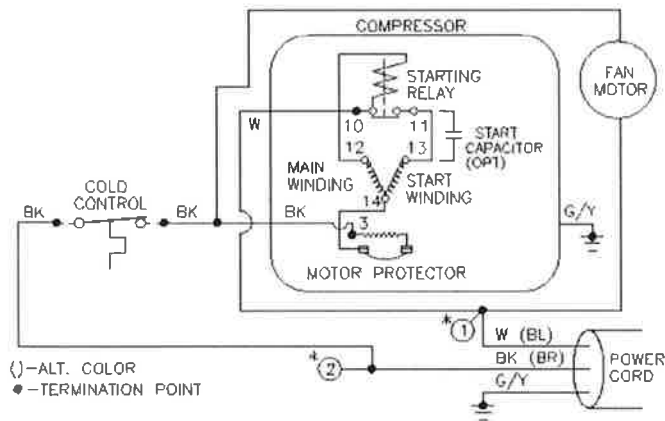 COMPRESSOR
STARTING
RELAY
FAN
MOTOR
W
10
11
START
CAPACITOR
(OPT)
12
13
MAIN
WINDING
START
WINDING
14
COLD
CONTROL
BK
BK
BK
3
G/Y
MOTOR PROTECTOR
*1
W (BL)
*2
BK (BR)
POWER
CORD
G/Y
()-ALT. COLOR
●-TERMINATION POINT